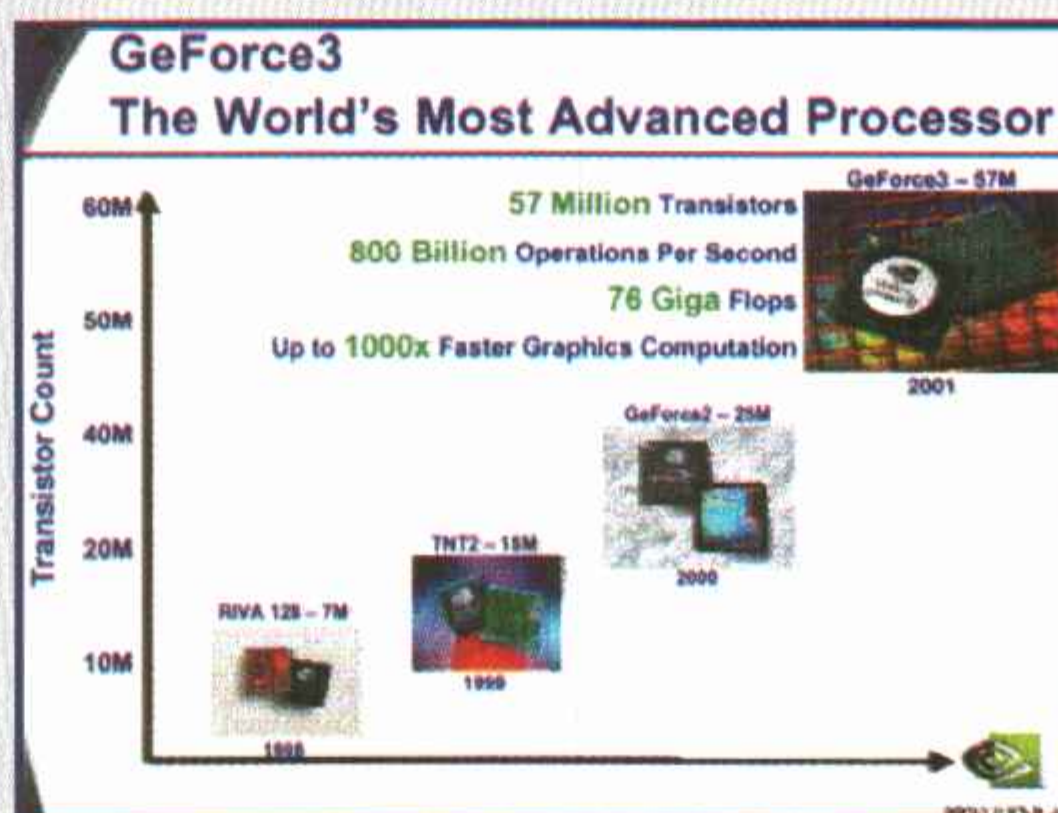 GeForce3
The World's Most Advanced Processor
GeForce3 – 57M
60M
57 Million Transistors
800 Billion Operations Per Second
76 Giga Flops
50M
Up to 1000x Faster Graphics Computation
2001
Transistor Count
GeForce2 – 25M
40M
20M
TNT2 – 15M
2000
RIVA 128 – 7M
10M
1999
1998